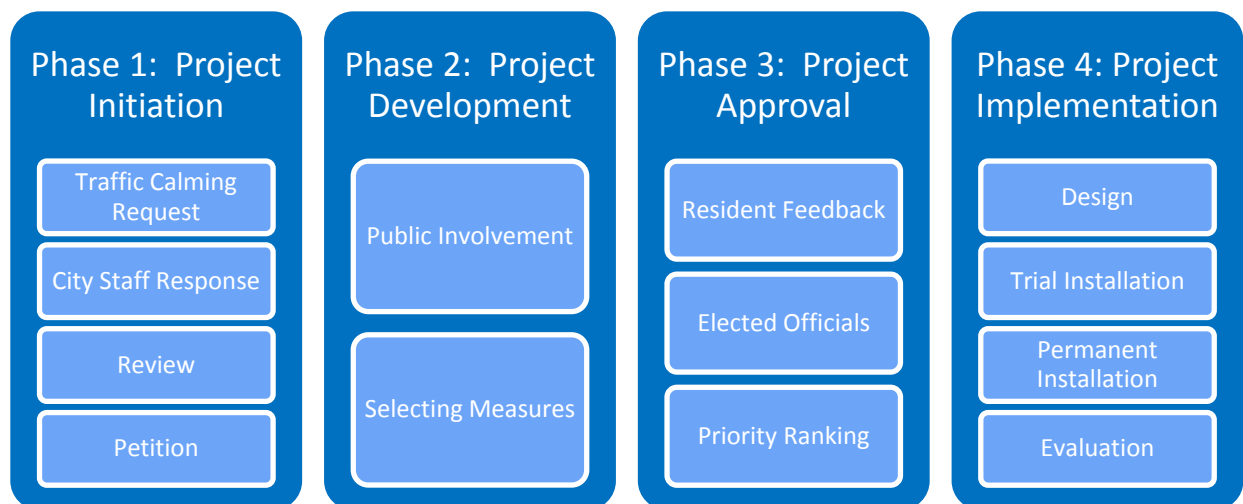 Phase 1:  Project
Initiation
Traffic Calming
Request
City Staff Response
Review
Petition
Phase 2:  Project
Development
Public Involvement
Selecting Measures
Phase 3:  Project
Approval
Resident Feedback
Elected Officials
Priority Ranking
Phase 4: Project
Implementation
Design
Trial Installation
Permanent
Installation
Evaluation